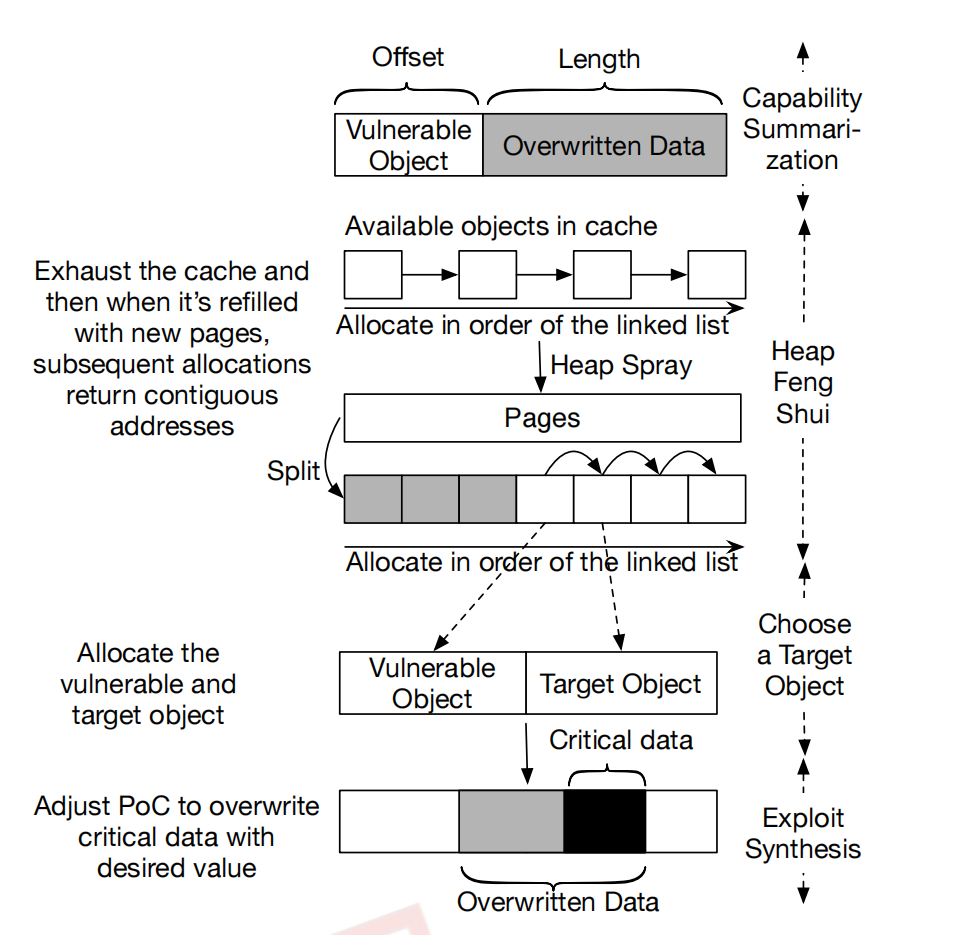 Offset
Length
Vulnerable
Object
Overwritten Data
Capability
Summari-
zation
Available objects in cache
Exhaust the cache and
then when it’s refilled
with new pages,
subsequent allocations
return contiguous
addresses
Allocate in order of the linked list
Heap Spray
Heap
Feng
Shui
Pages
Split
Allocate in order of the linked list
Allocate the
vulnerable and
target object
Vulnerable
Object
Target Object
Choose
a Target
Object
Critical data
Adjust PoC to overwrite
critical data with
desired value
Exploit
Synthesis
Overwritten Data